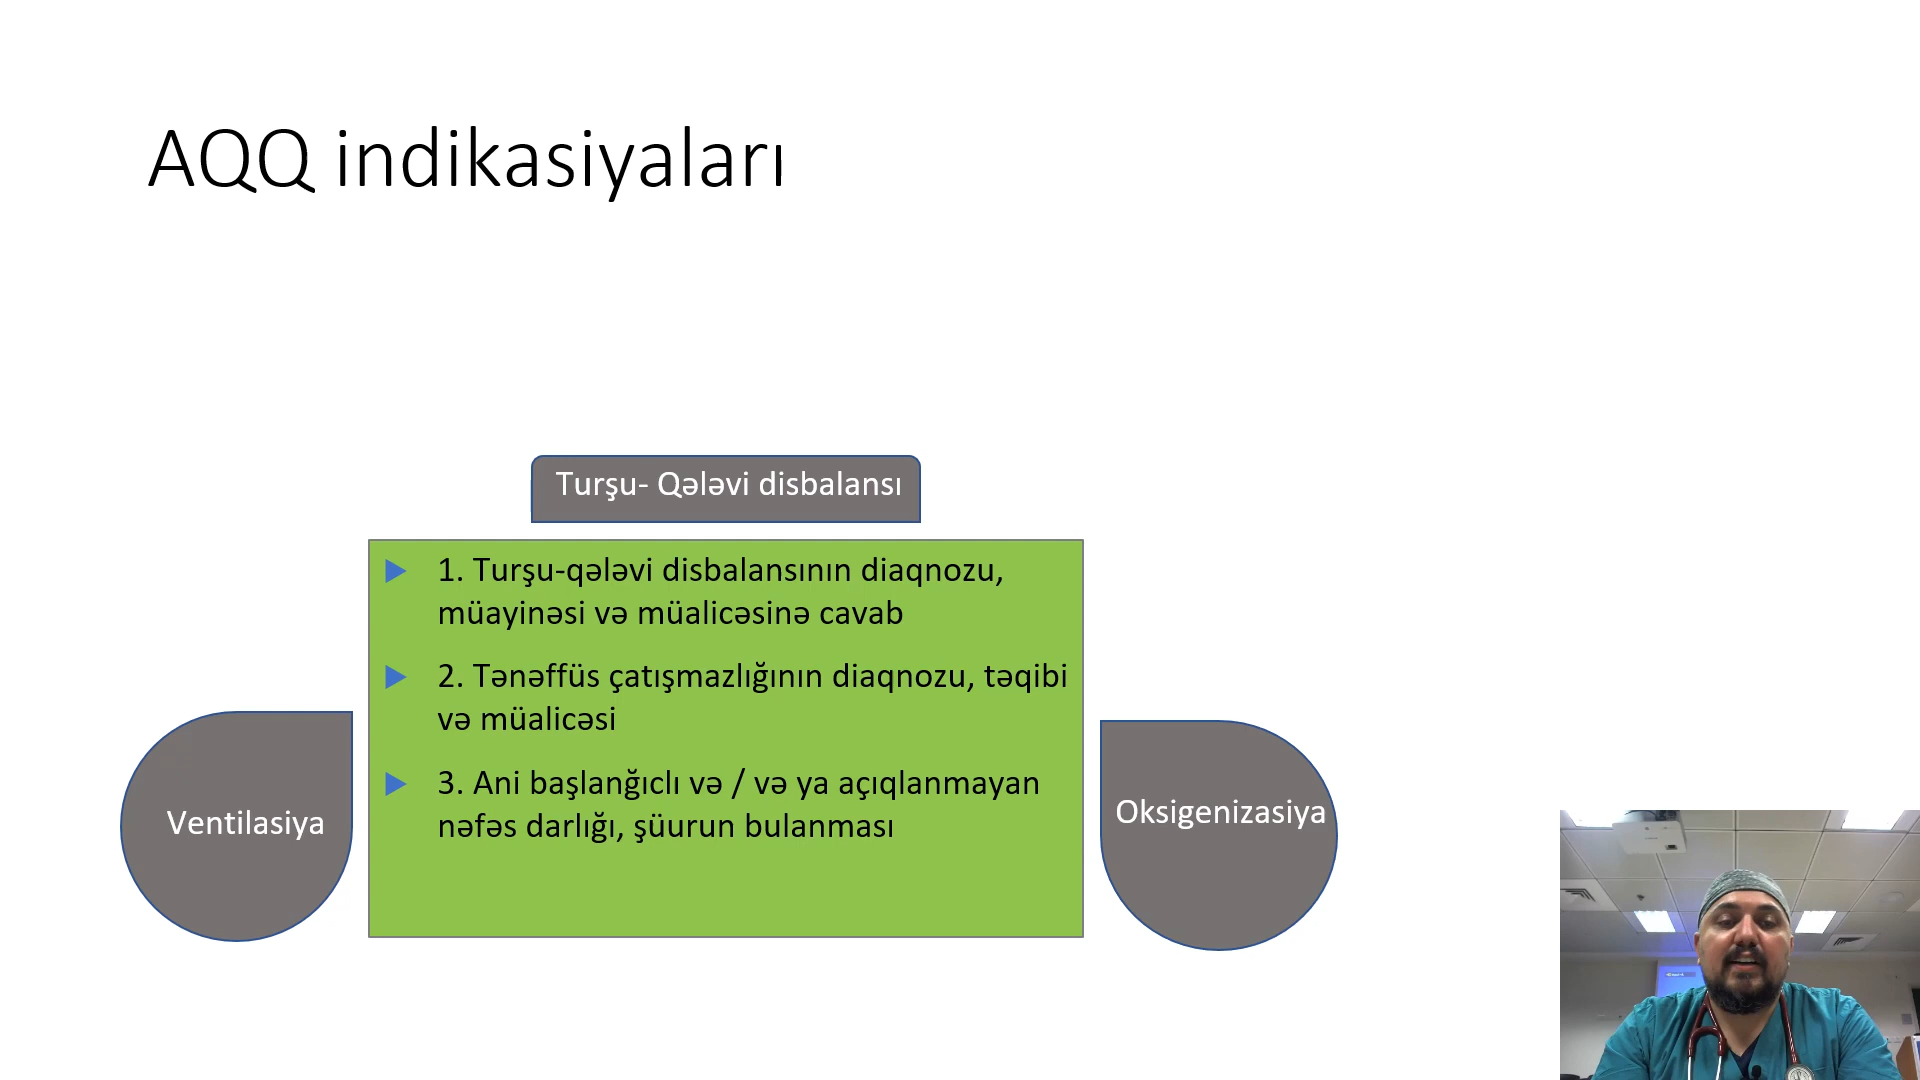 AQQ indikasiyaları
Turşu- Qələvi disbalansı
1. Turşu-qələvi disbalansının diaqnozu,
müayinəsi və müalicəsinə cavab
2. Tənəffüs çatışmazlığının diaqnozu, təqibi
və müalicəsi
3. Ani başlanğıclı və / və ya açıqlanmayan
nəfəs darlığı, şüurun bulanması
Ventilasiya
Oksigenizasiya